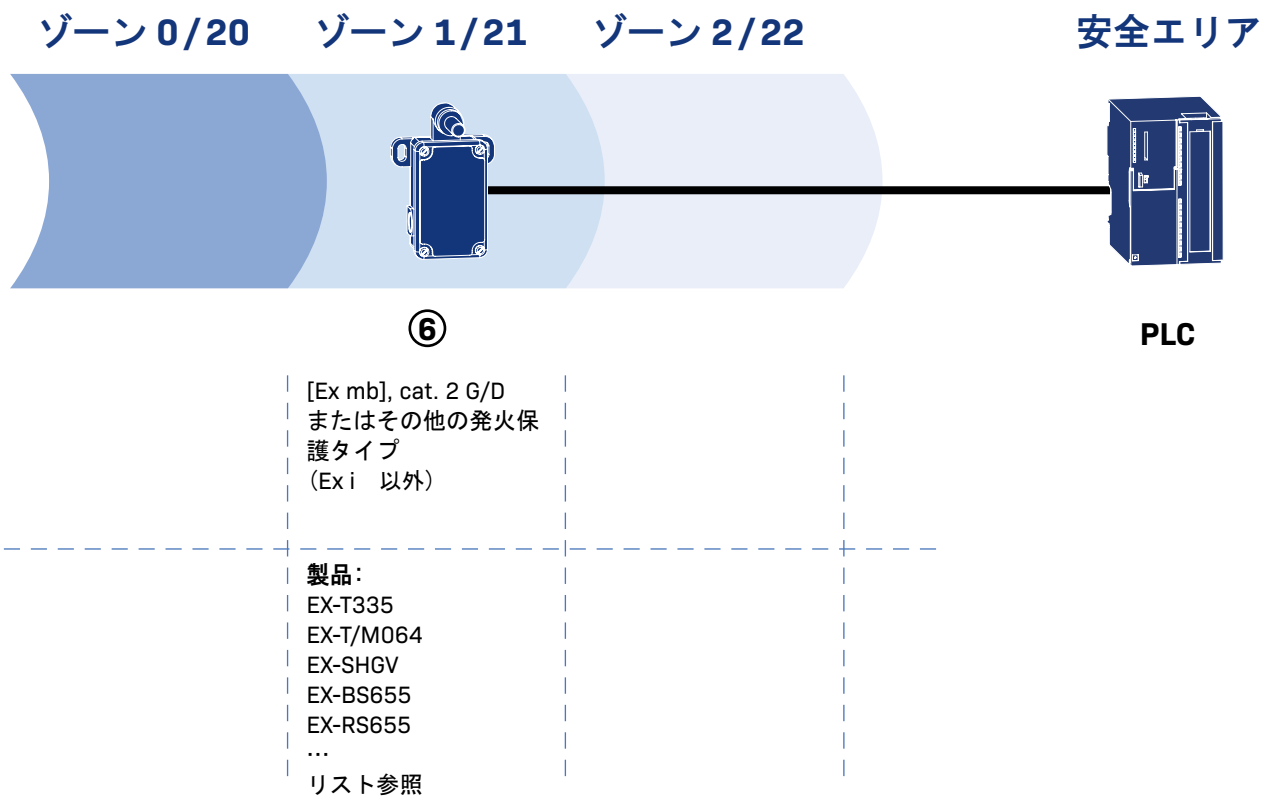 ゾーン 0/20
ゾーン 1/21
ゾーン 2/22
安全エリア
⑥
PLC
[Ex mb], cat. 2 G/D
またはその他の発火保
護タイプ
（Ex i　以外）
製品：
EX-T335
EX-T/M064
EX-SHGV
EX-BS655
EX-RS655
…
リスト参照